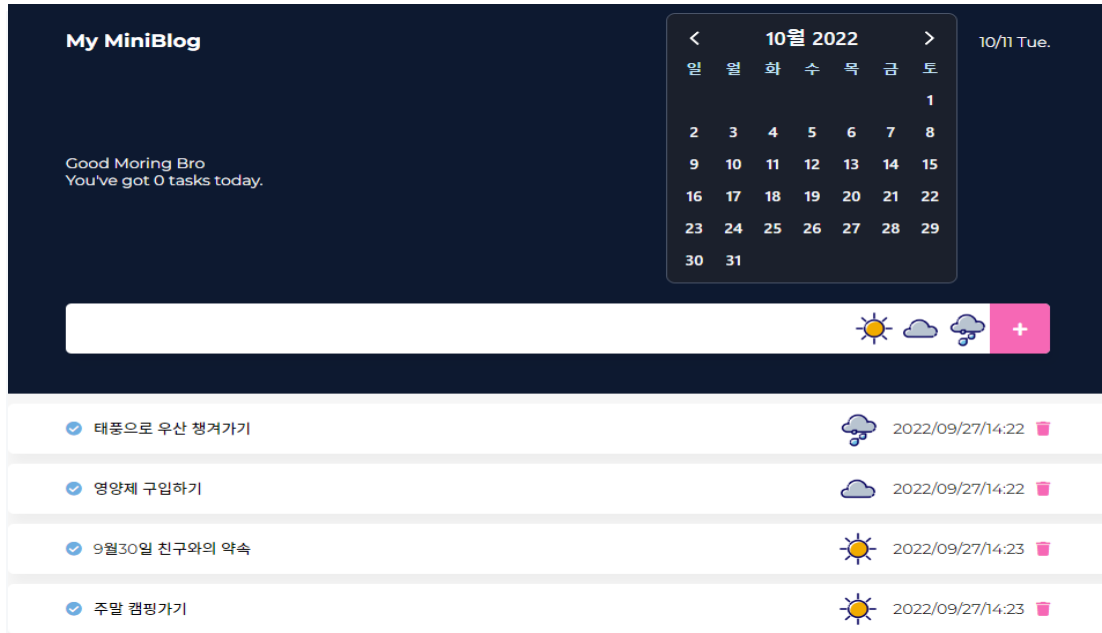 My MiniBlog
10월 2022
10/11 Tue.
일 월 화 수 목 금 토
1
2 3 4 5 6 7 8
9 10 11 12 13 14 15
16 17 18 19 20 21 22
23 24 25 26 27 28 29
30 31
Good Moring Bro
You've got 0 tasks today.
+
태풍으로 우산 챙겨가기 2022/09/27/14:22
영양제 구입하기 2022/09/27/14:22
9월30일 친구와의 약속 2022/09/27/14:23
주말 캠핑가기 2022/09/27/14:23